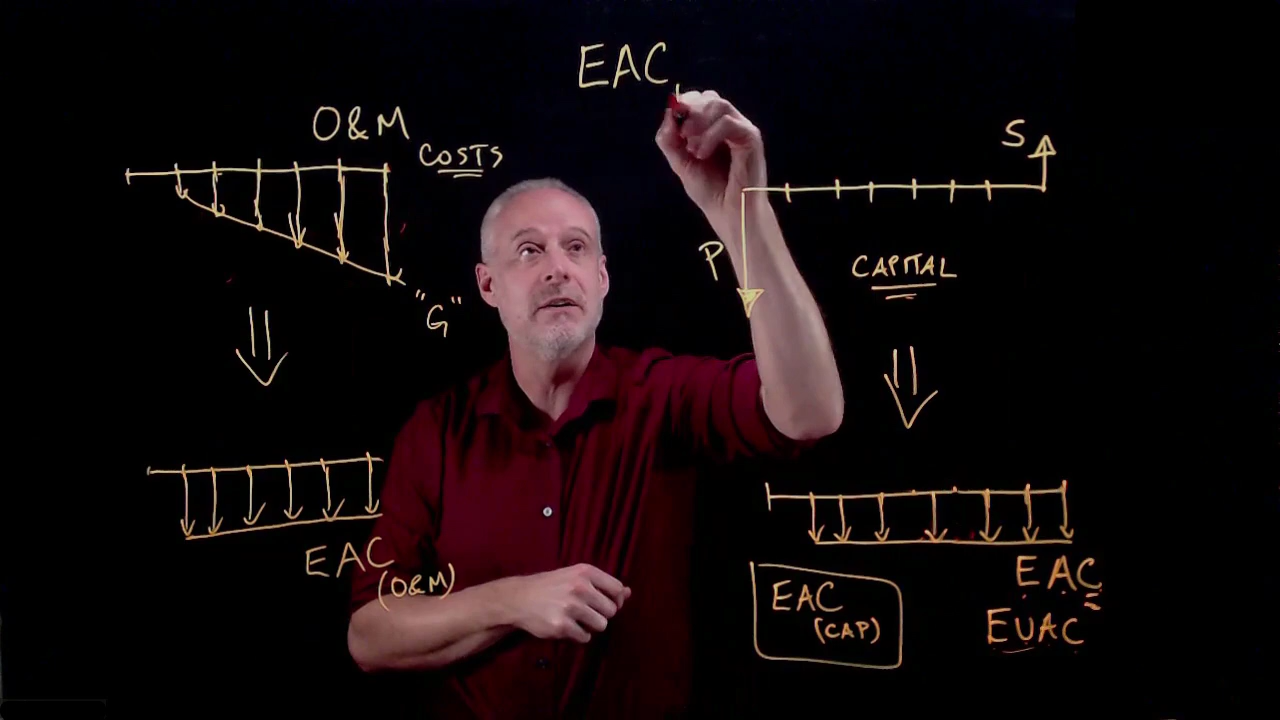 EAC
O&M
COSTS
"G"
EAC
(O&M)
S
P
CAPITAL
EAC
EUAC
EAC
(CAP)